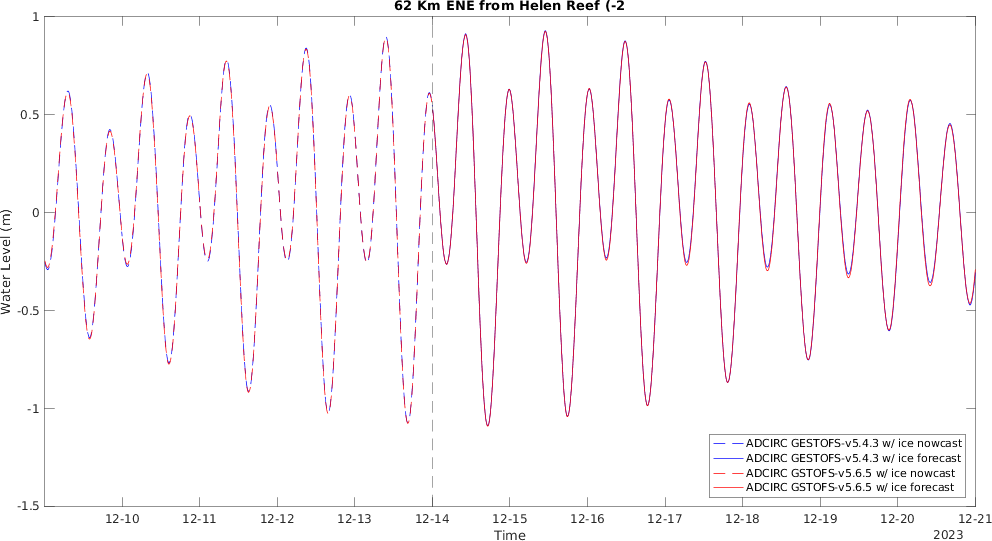 62 Km ENE from Helen Reef (-2
1
0.5
0
-0.5
-1
-1.5
Water Level (m)
12-10 12-11 12-12 12-13 12-14 12-15 12-16 12-17 12-18 12-19 12-20 12-21
Time
2023
ADCIRC GESTOFS-v5.4.3 w/ ice nowcast
ADCIRC GESTOFS-v5.4.3 w/ ice forecast
ADCIRC GSTOFS-v5.6.5 w/ ice nowcast
ADCIRC GSTOFS-v5.6.5 w/ ice forecast